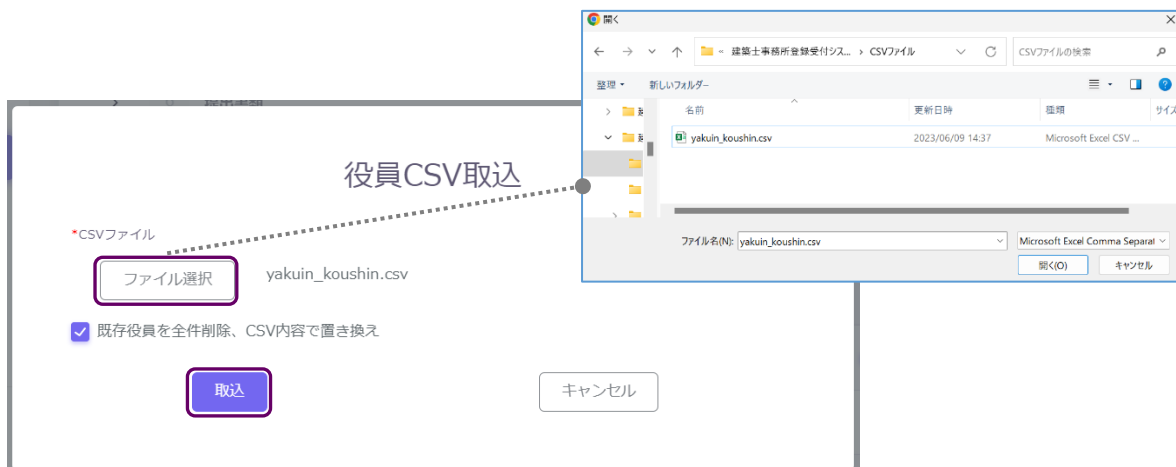 開く
« 建築士事務所登録受付シス... › CSVファイル
CSVファイルの検索
整理
新しいフォルダー
名前
更新日時
種類
サイズ
yakuin_koushin.csv
2023/06/09 14:37
Microsoft Excel CSV ...
ファイル名(N):
yakuin_koushin.csv
Microsoft Excel Comma Separat
開く(O)
キャンセル
役員CSV取込
*CSVファイル
ファイル選択
yakuin_koushin.csv
既存役員を全件削除、CSV内容で置き換え
取込
キャンセル